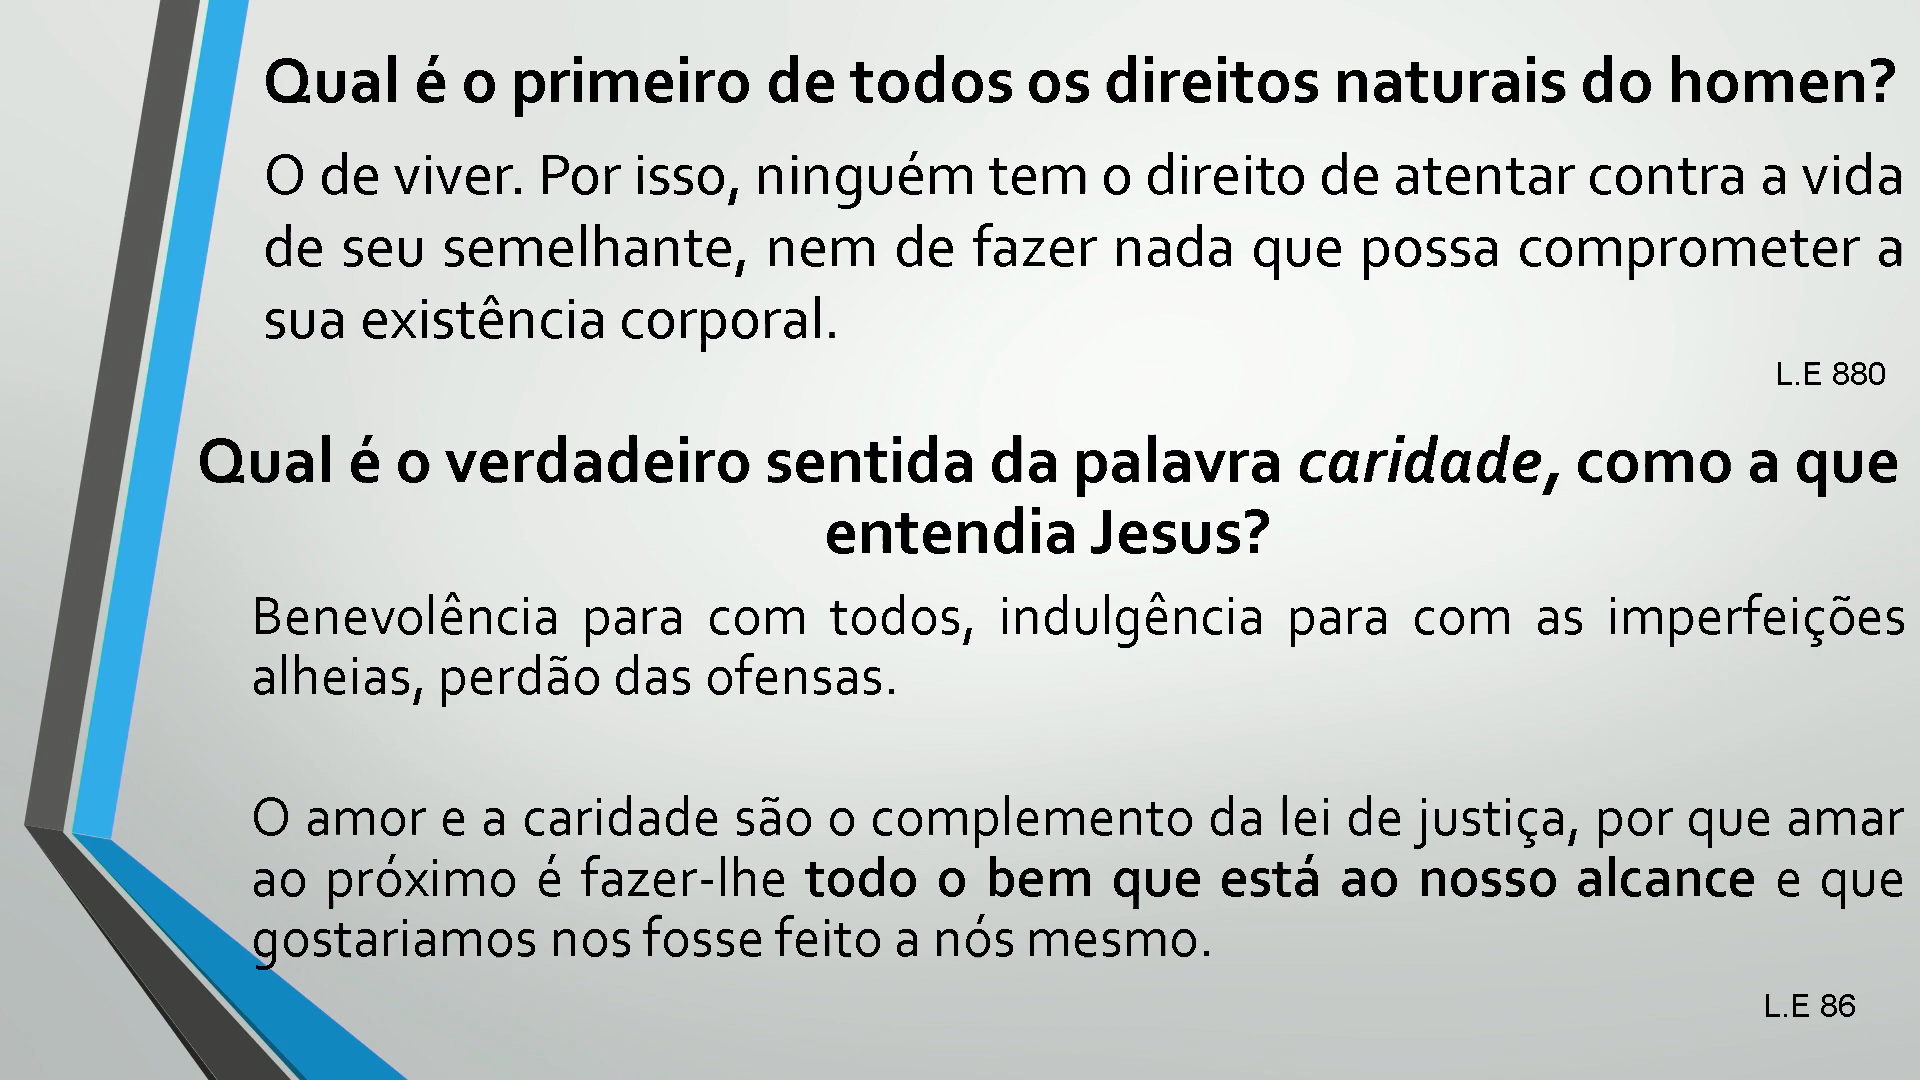 Qual é o primeiro de todos os direitos naturais do homen?
O de viver. Por isso, ninguém tem o direito de atentar contra a vida
de seu semelhante, nem de fazer nada que possa comprometer a
sua existência corporal.
L.E 880
Qual é o verdadeiro sentida da palavra caridade, como a que
entendia Jesus?
Benevolência para com todos, indulgência para com as imperfeições
alheias, perdão das ofensas.
O amor e a caridade são o complemento da lei de justiça, por que amar
ao próximo é fazer-lhe todo o bem que está ao nosso alcance e que
gostariamos nos fosse feito a nós mesmo.
L.E 86